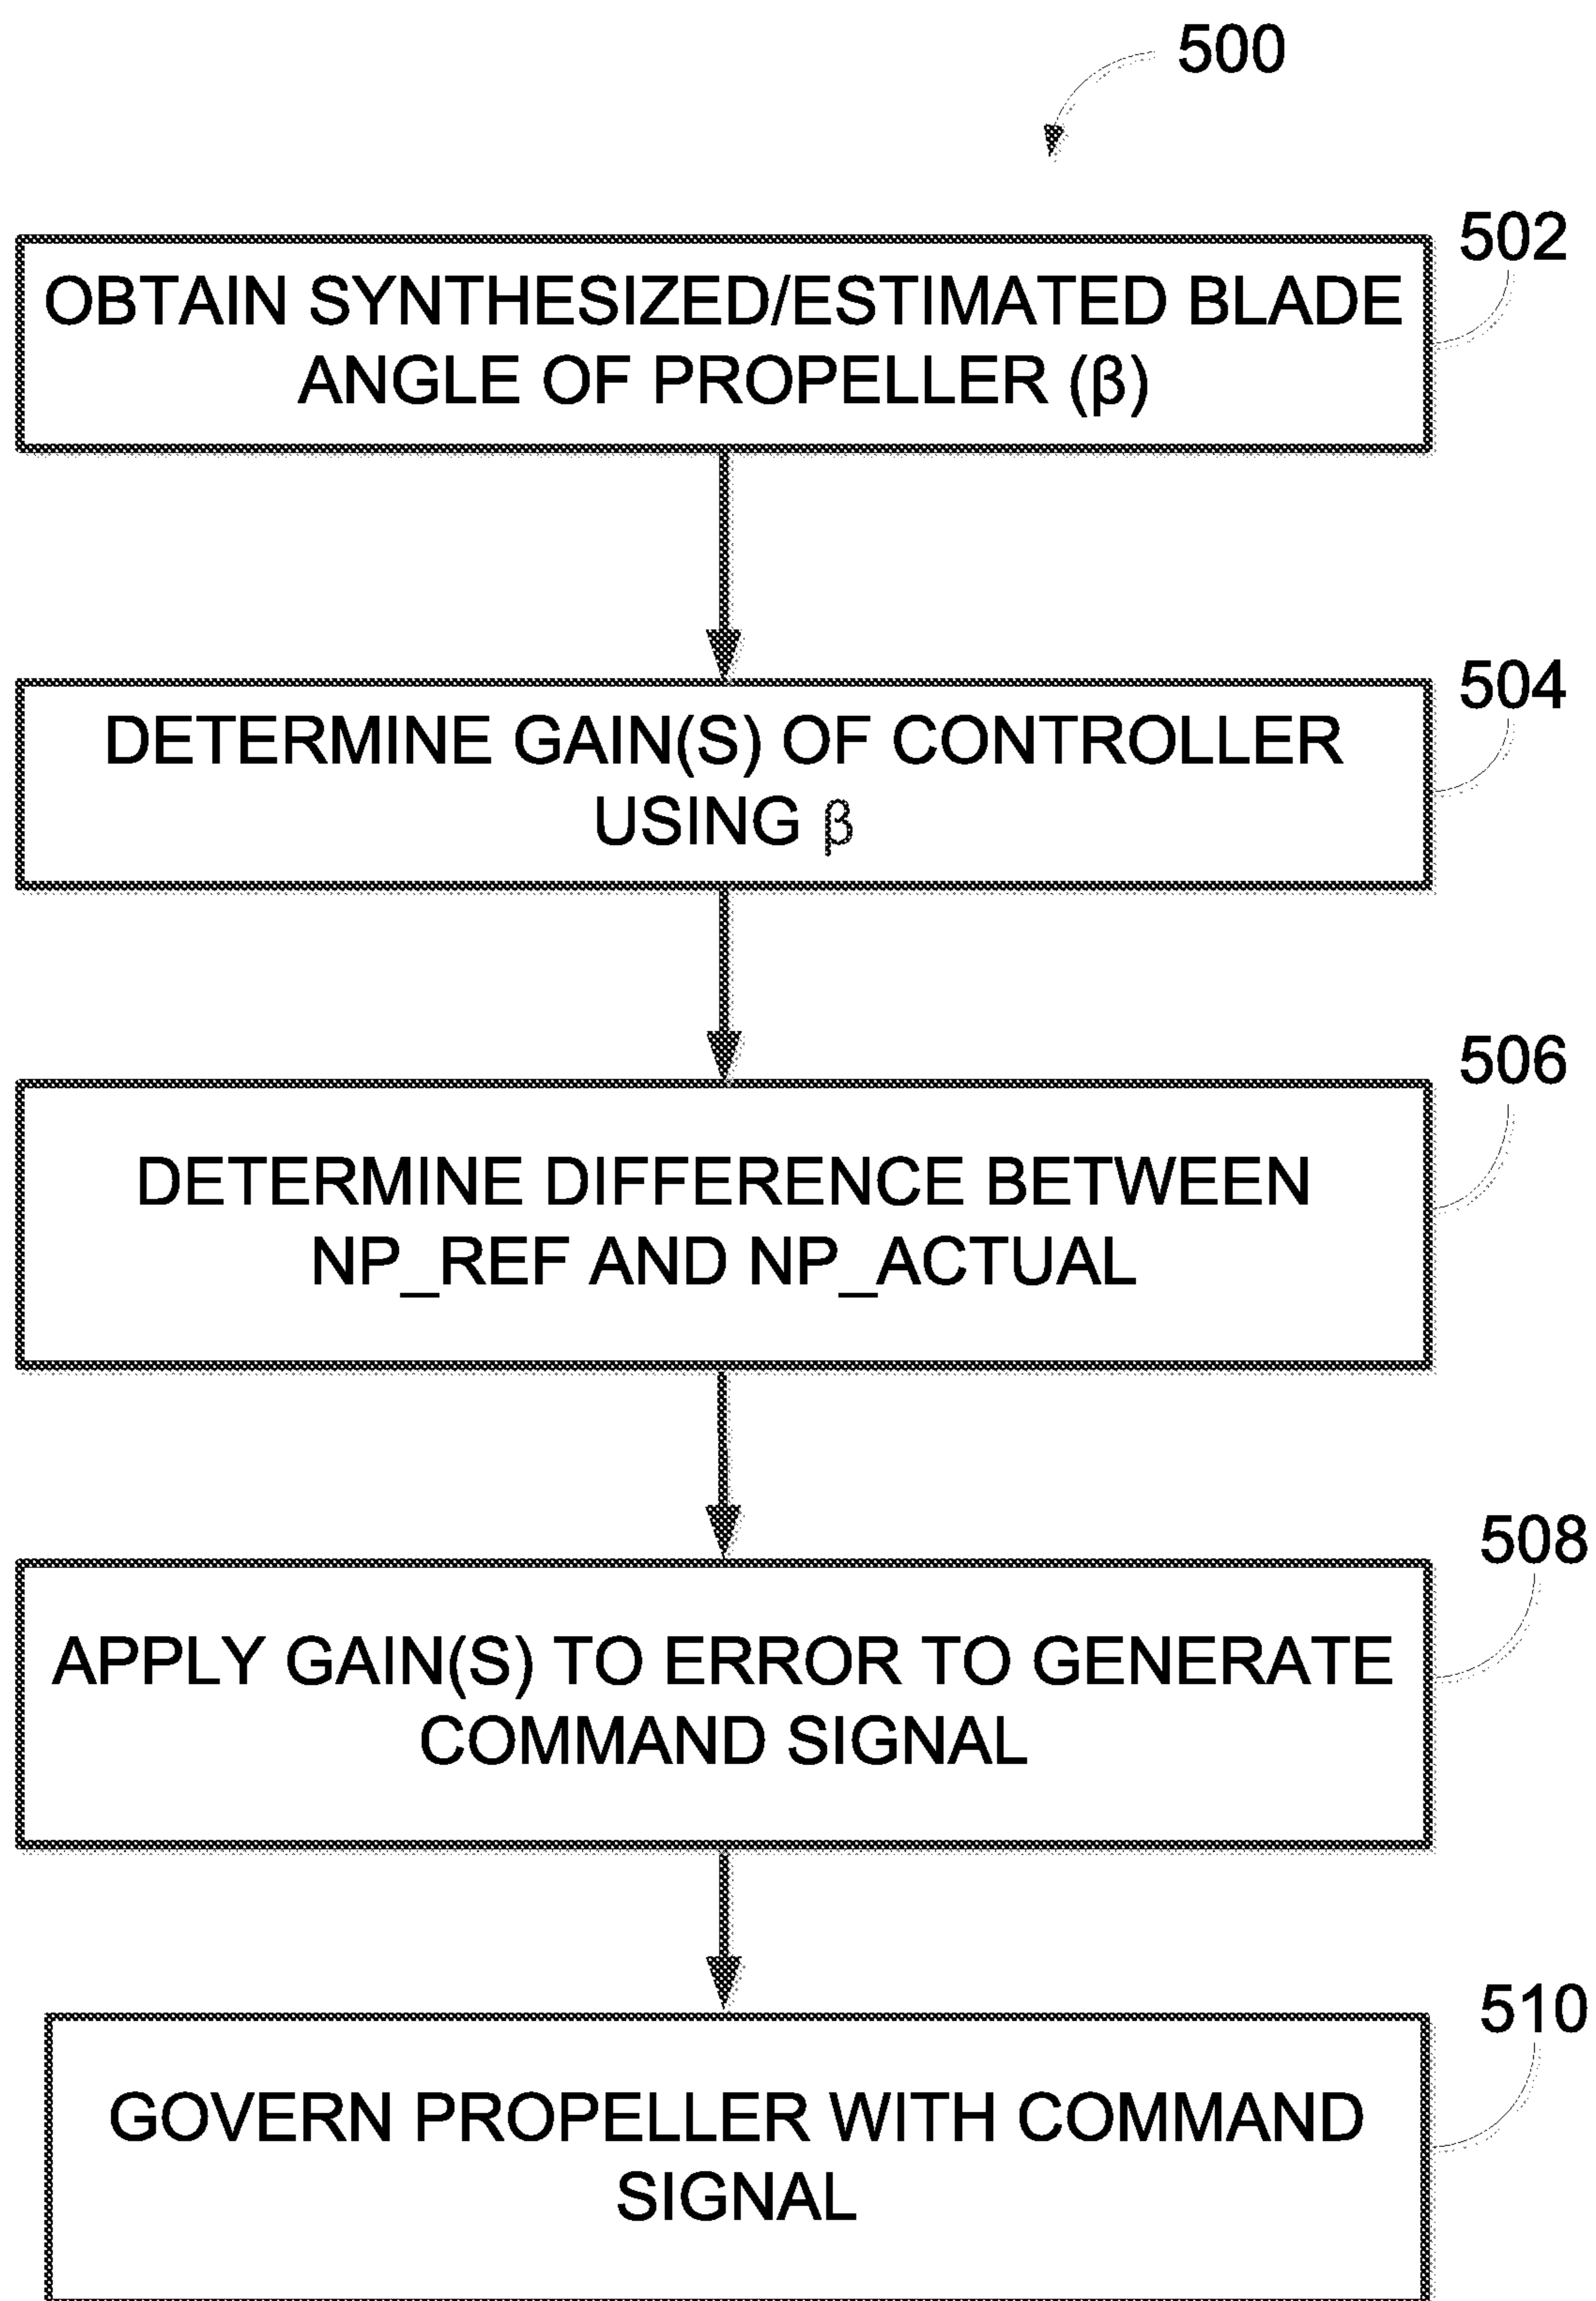 500
502
OBTAIN SYNTHESIZED/ESTIMATED BLADE
ANGLE OF PROPELLER (β)
504
DETERMINE GAIN(S) OF CONTROLLER
USING β
506
DETERMINE DIFFERENCE BETWEEN
NP_REF AND NP_ACTUAL
508
APPLY GAIN(S) TO ERROR TO GENERATE
COMMAND SIGNAL
510
GOVERN PROPELLER WITH COMMAND
SIGNAL